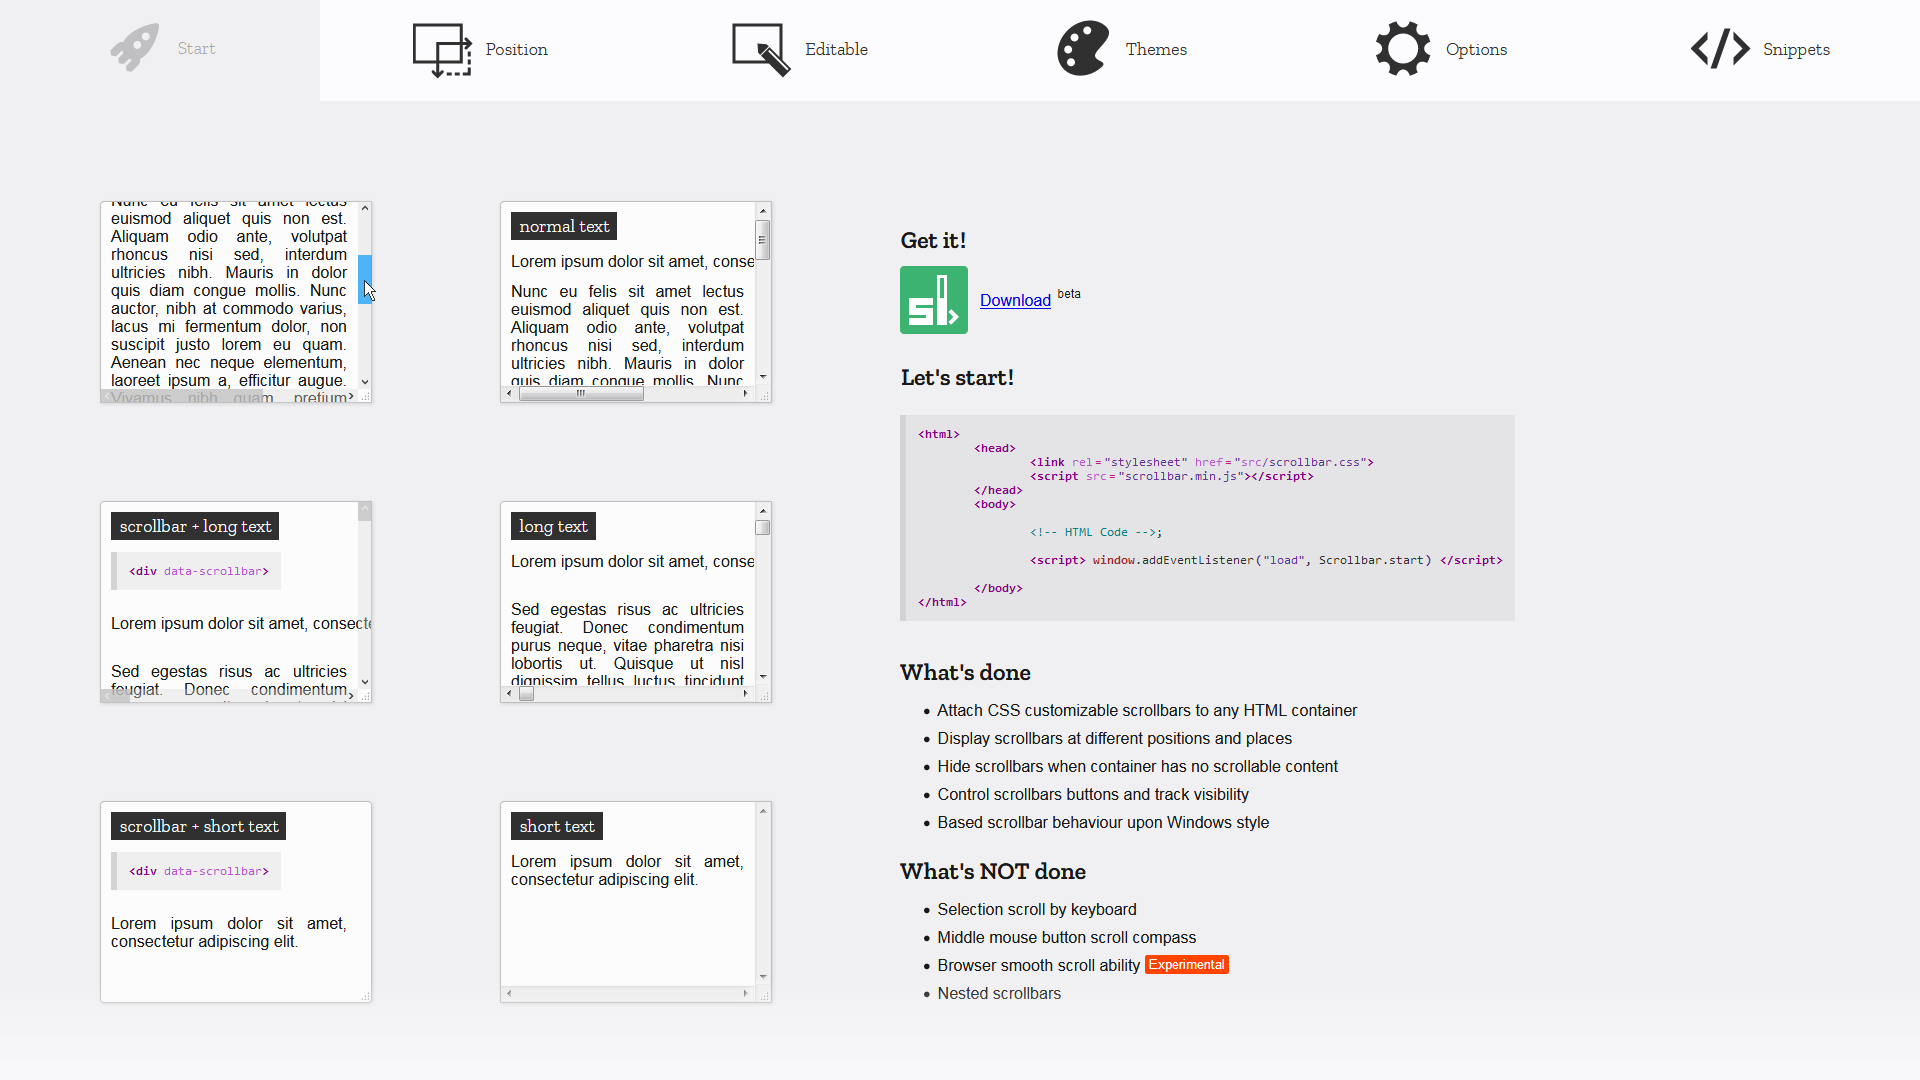 Start
Position
Editable
Themes
Options
Snippets
Nunc eu felis sit amet lectus
euismod aliquet quis non est.
Aliquam odio ante, volutpat
rhoncus nisi sed, interdum
ultricies nibh. Mauris in dolor
quis diam congue mollis. Nunc
auctor, nibh at commodo varius,
lacus mi fermentum dolor, non
suscipit justo lorem eu quam.
Aenean nec neque elementum,
laoreet ipsum a, efficitur augue.
Vivamus nibh quam pretium
normal text
Lorem ipsum dolor sit amet, conse
Nunc eu felis sit amet lectus
euismod aliquet quis non est.
Aliquam odio ante, volutpat
rhoncus nisi sed, interdum
ultricies nibh. Mauris in dolor
quis diam congue mollis. Nunc
scrollbar + long text
<div data-scrollbar>
Lorem ipsum dolor sit amet, consecte
Sed egestas risus ac ultricies
feugiat. Donec condimentum
long text
Lorem ipsum dolor sit amet, conse
Sed egestas risus ac ultricies
feugiat. Donec condimentum
purus neque, vitae pharetra nisi
lobortis ut. Quisque ut nisl
dignissim tellus luctus tincidunt
scrollbar + short text
<div data-scrollbar>
Lorem ipsum dolor sit amet,
consectetur adipiscing elit.
short text
Lorem ipsum dolor sit amet,
consectetur adipiscing elit.
Get it!
Download beta
Let's start!
<html>
<head>
<link rel="stylesheet" href="src/scrollbar.css">
<script src="scrollbar.min.js"></script>
</head>
<body>
<!-- HTML Code -->;
<script> window.addEventListener("load", Scrollbar.start) </script>
</body>
</html>
What's done
• Attach CSS customizable scrollbars to any HTML container
• Display scrollbars at different positions and places
• Hide scrollbars when container has no scrollable content
• Control scrollbars buttons and track visibility
• Based scrollbar behaviour upon Windows style
What's NOT done
• Selection scroll by keyboard
• Middle mouse button scroll compass
• Browser smooth scroll ability Experimental
• Nested scrollbars